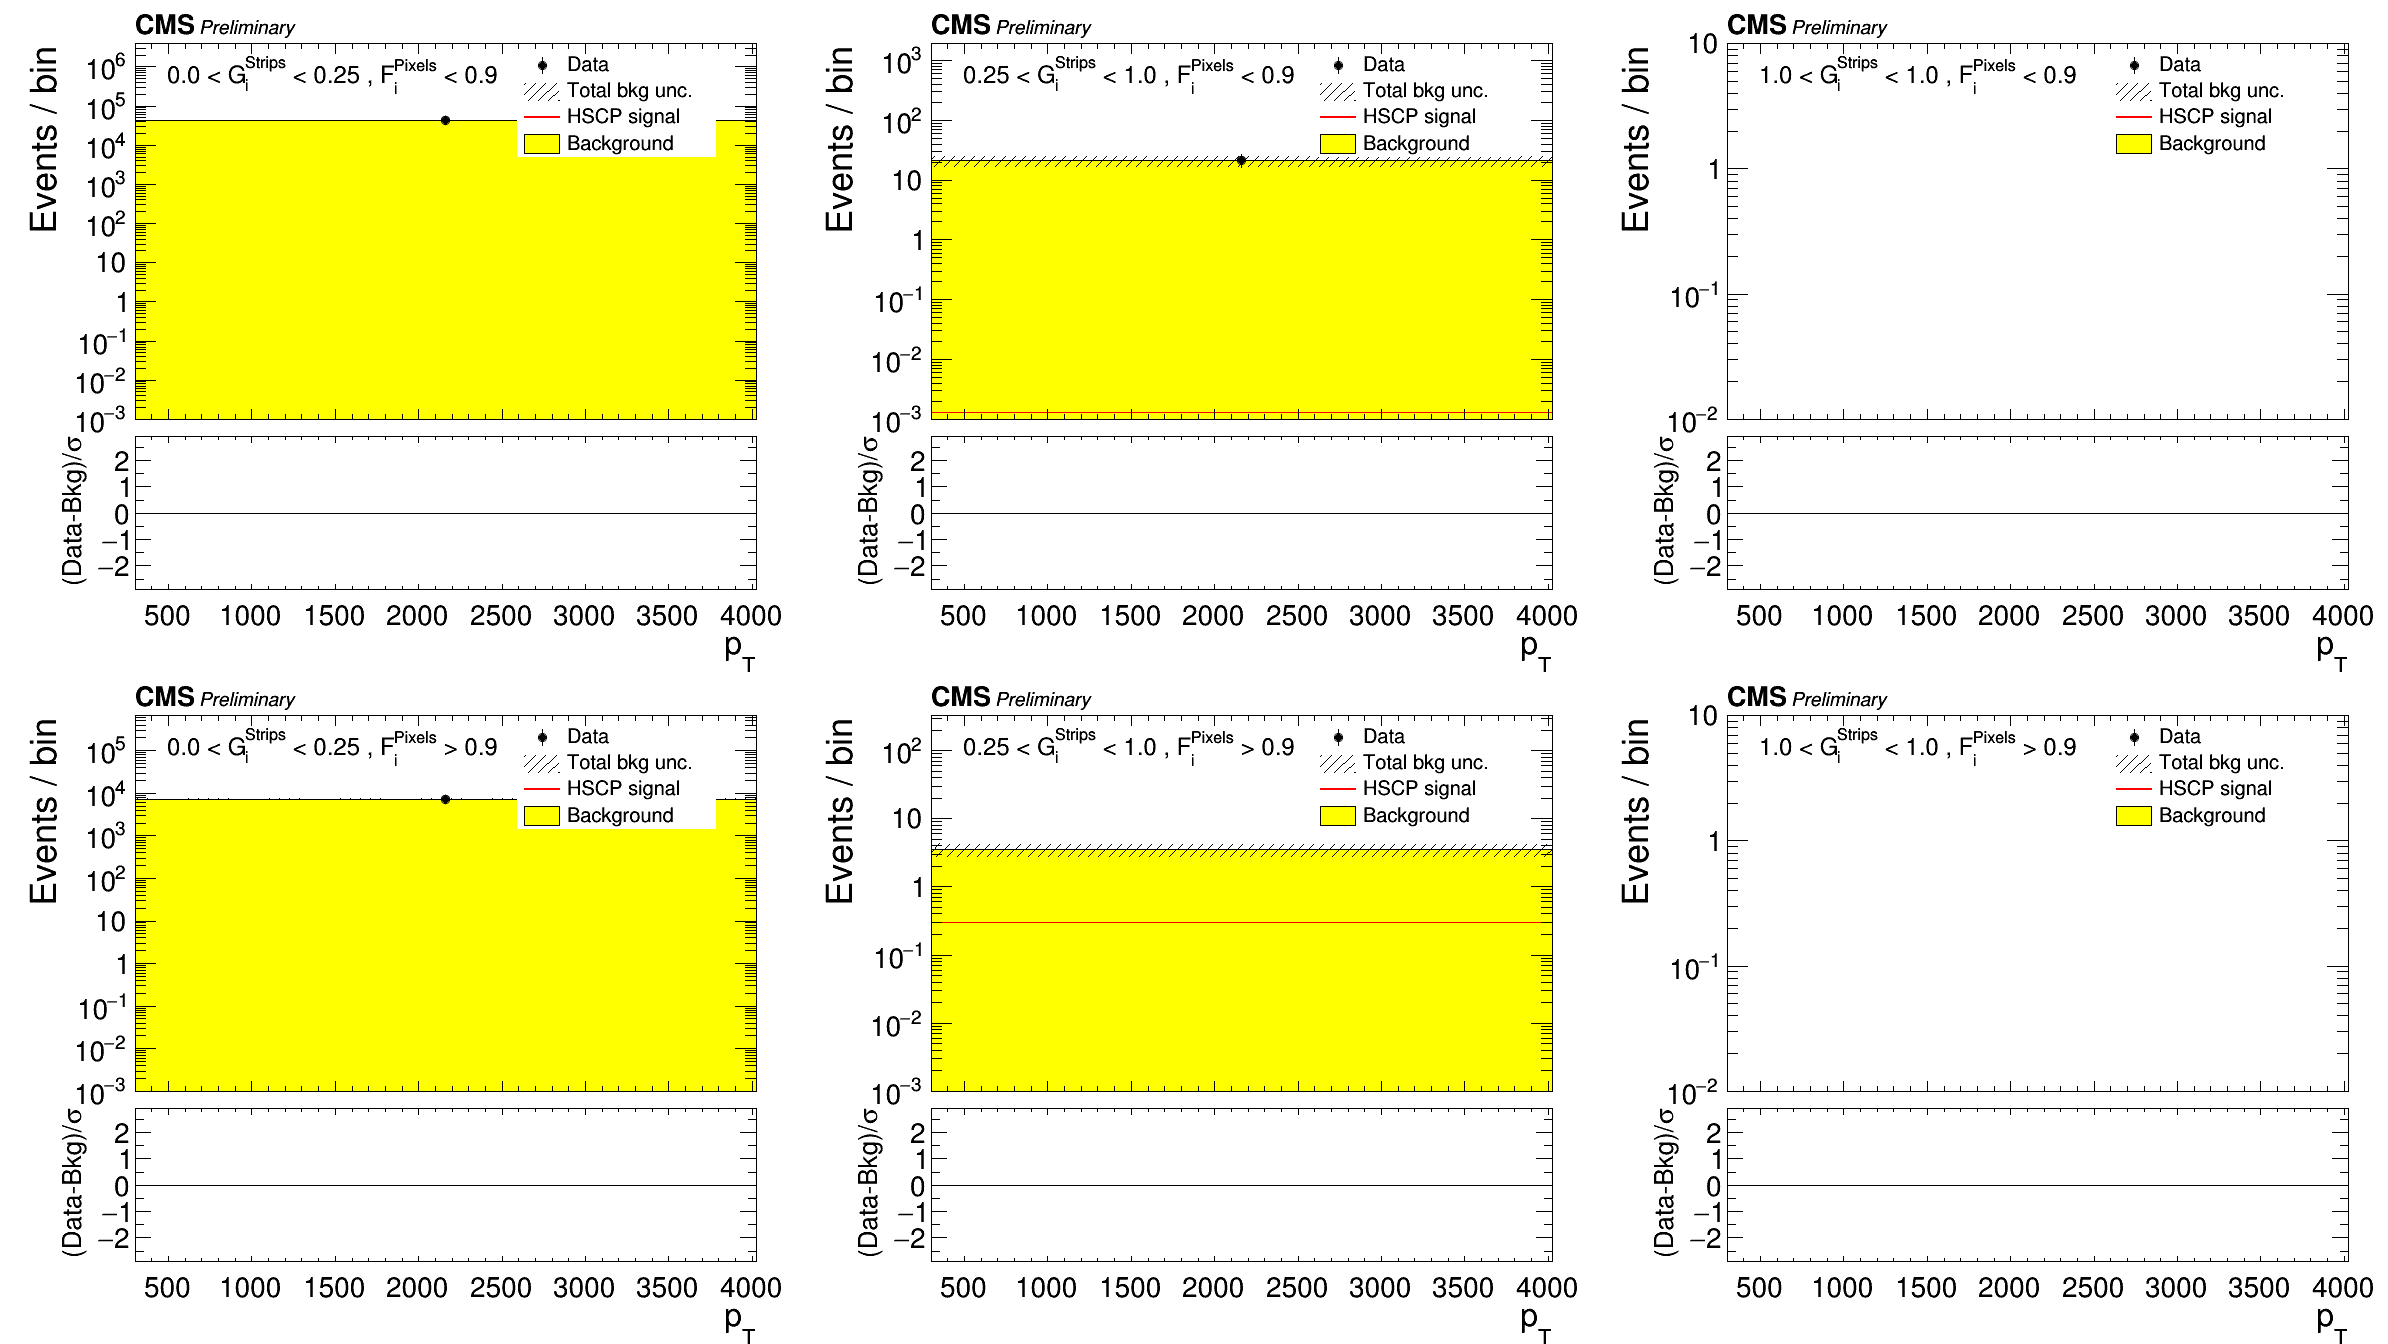 CMS Preliminary
Events / bin
0.0 < G_i^Strips < 0.25 , F_i^Pixels < 0.9
Data
Total bkg unc.
HSCP signal
Background
10^6
10^5
10^4
10^3
10^2
10
1
10^−1
10^−2
10^−3
(Data-Bkg)/σ
2
1
0
−1
−2
500 1000 1500 2000 2500 3000 3500 4000
p_T
CMS Preliminary
Events / bin
0.25 < G_i^Strips < 1.0 , F_i^Pixels < 0.9
Data
Total bkg unc.
HSCP signal
Background
10^3
10^2
10
1
10^−1
10^−2
10^−3
(Data-Bkg)/σ
2
1
0
−1
−2
500 1000 1500 2000 2500 3000 3500 4000
p_T
CMS Preliminary
Events / bin
1.0 < G_i^Strips < 1.0 , F_i^Pixels < 0.9
Data
Total bkg unc.
HSCP signal
Background
10
1
10^−1
10^−2
(Data-Bkg)/σ
2
1
0
−1
−2
500 1000 1500 2000 2500 3000 3500 4000
p_T
CMS Preliminary
Events / bin
0.0 < G_i^Strips < 0.25 , F_i^Pixels > 0.9
Data
Total bkg unc.
HSCP signal
Background
10^5
10^4
10^3
10^2
10
1
10^−1
10^−2
10^−3
(Data-Bkg)/σ
2
1
0
−1
−2
500 1000 1500 2000 2500 3000 3500 4000
p_T
CMS Preliminary
Events / bin
0.25 < G_i^Strips < 1.0 , F_i^Pixels > 0.9
Data
Total bkg unc.
HSCP signal
Background
10^2
10
1
10^−1
10^−2
10^−3
(Data-Bkg)/σ
2
1
0
−1
−2
500 1000 1500 2000 2500 3000 3500 4000
p_T
CMS Preliminary
Events / bin
1.0 < G_i^Strips < 1.0 , F_i^Pixels > 0.9
Data
Total bkg unc.
HSCP signal
Background
10
1
10^−1
10^−2
(Data-Bkg)/σ
2
1
0
−1
−2
500 1000 1500 2000 2500 3000 3500 4000
p_T